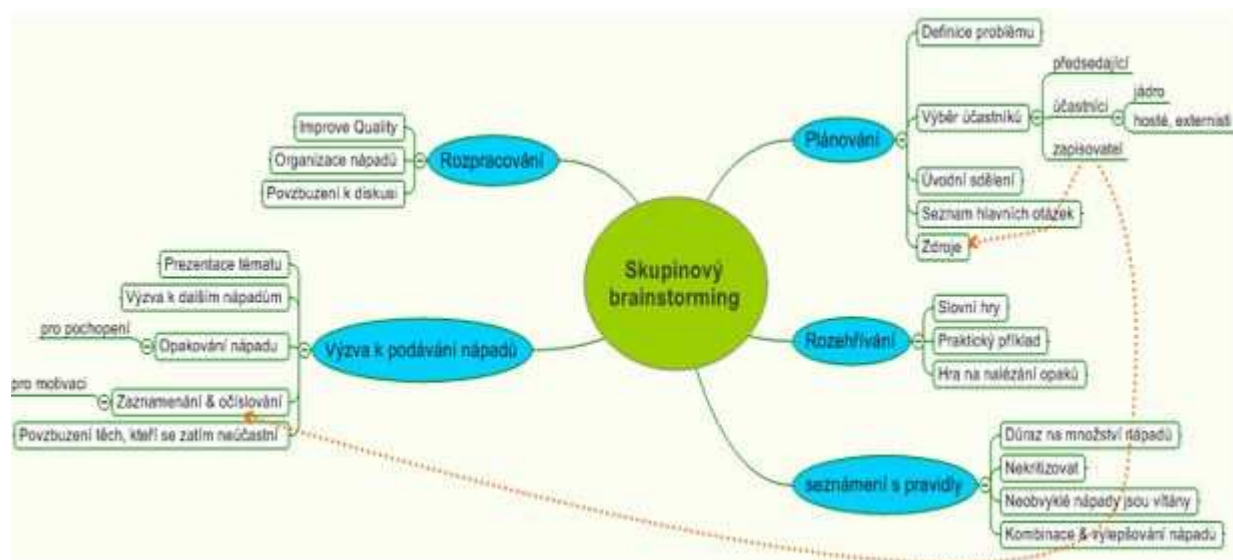 Skupinový
brainstorming
Plánování
Definice problému
Výběr účastníků
předsedající
účastníci
jádro
hosté, externisti
zapisovatel
Úvodní sdělení
Seznam hlavních otázek
Zdroje
Rozehřívání
Slovní hry
Praktický příklad
Hra na nalézání opaků
seznámení s pravidly
Důraz na množství nápadů
Nekritizovat
Neobvyklé nápady jsou vítány
Kombinace & vylepšování nápadů
Výzva k podávání nápadů
Prezentace tématu
Výzva k dalším nápadům
Opakování nápadu
pro pochopení
Zaznamenání & očíslování
pro motivaci
Povzbuzení těch, kteří se zatím neúčastní
Rozpracování
Improve Quality
Organizace nápadů
Povzbuzení k diskusi